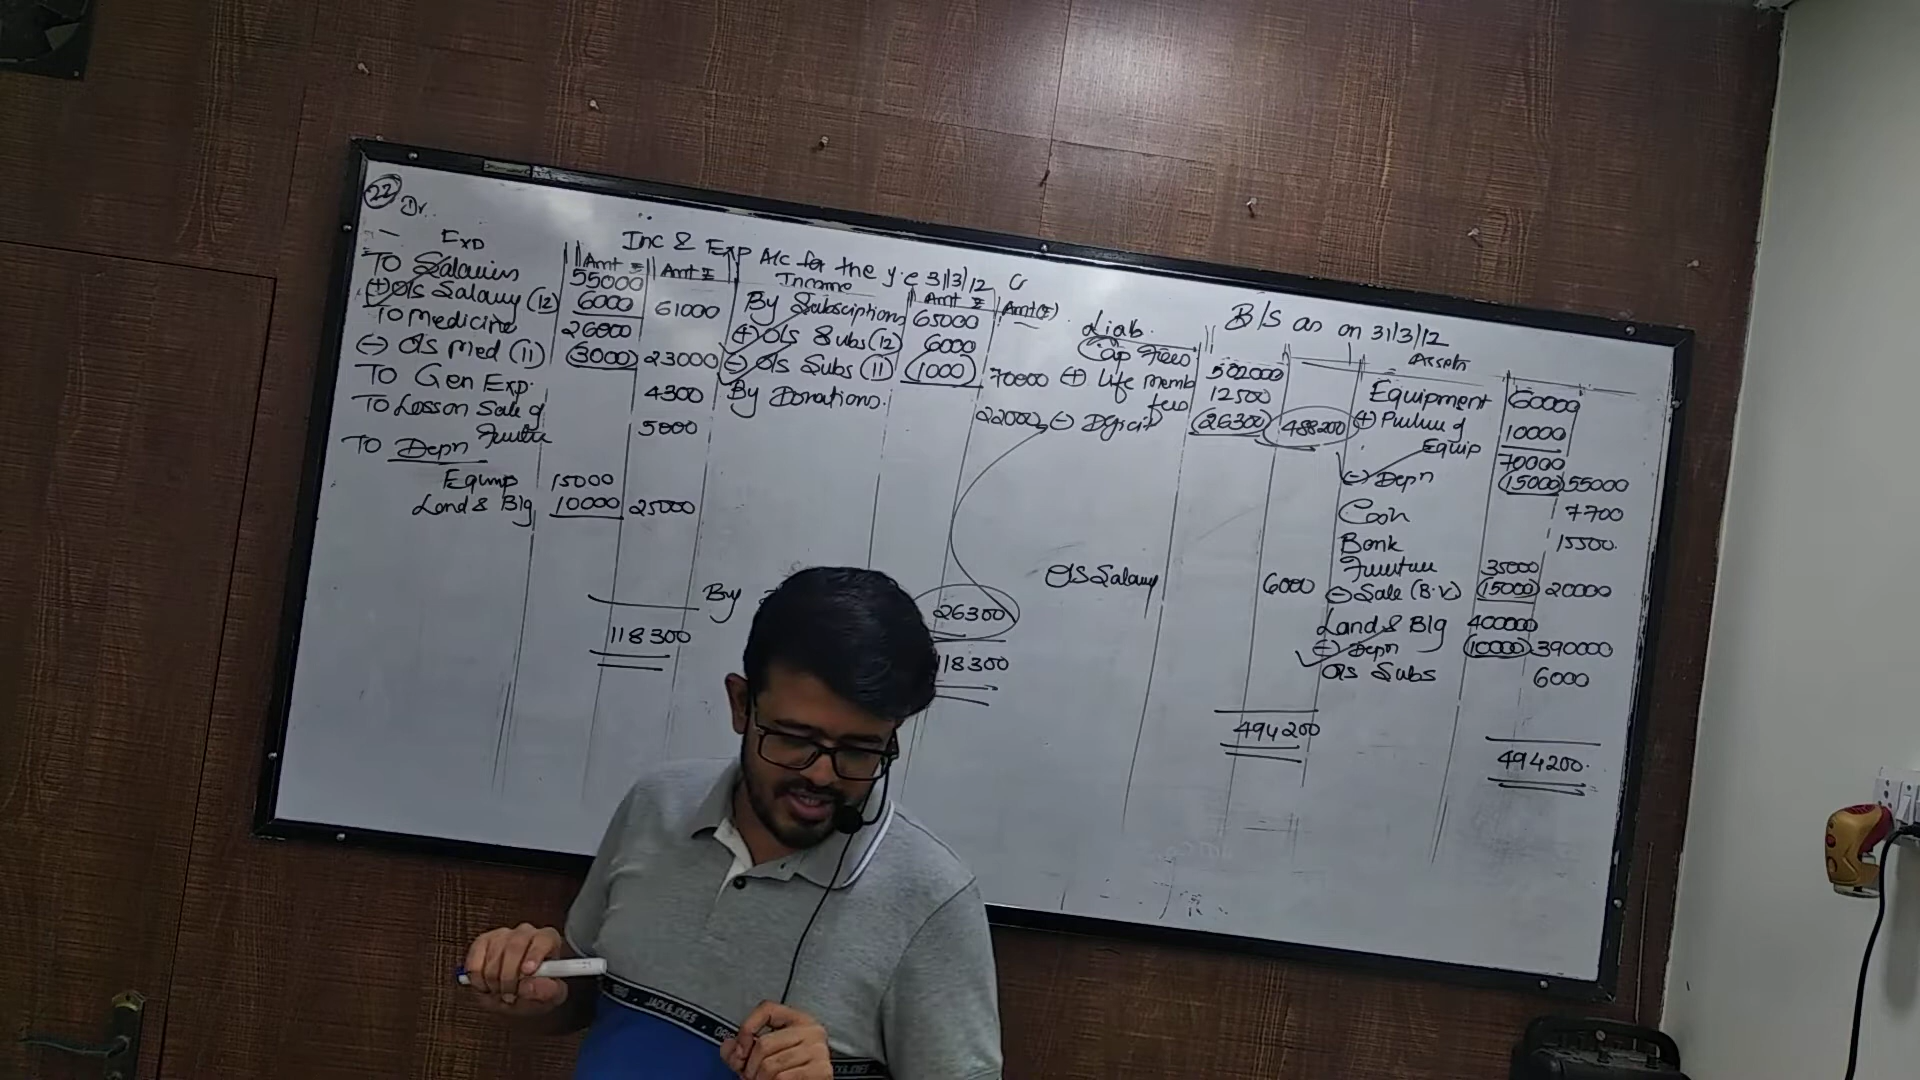 22
Dr.
Inc & Exp A/c for the y.e 31/3/12 Cr
Exp Amt ₹ Amt ₹ Income Amt ₹ Amt(₹)
To Salaries 55000
(+) O/S Salary (12) 6000 61000
To Medicine 26000
(-) O/S Med (11) (3000) 23000
To Gen Exp. 4300
To Loss on Sale of
Furniture 5000
To Depn
Equip 15000
Land & Blg 10000 25000
118300
By Subscriptions 65000
(+) O/S Subs (12) 6000
(-) O/S Subs (11) (1000) 70000
By Donations. 22000
By
26300
118300
B/S as on 31/3/12
Liab. Assets
Cap Fund 502000
(+) Life Memb 12500
fees
(-) Deficit (26300) 488200
O/S Salary 6000
494200
Equipment 60000
(+) Purchase of 10000
Equip 70000
(-) Depn (15000) 55000
Cash 7700
Bank 15500.
Furniture 35000
(-) Sale (B.V) (15000) 20000
Land & Blg 400000
(-) Depn (10000) 390000
O/S Subs 6000
494200.
JACK&JONES